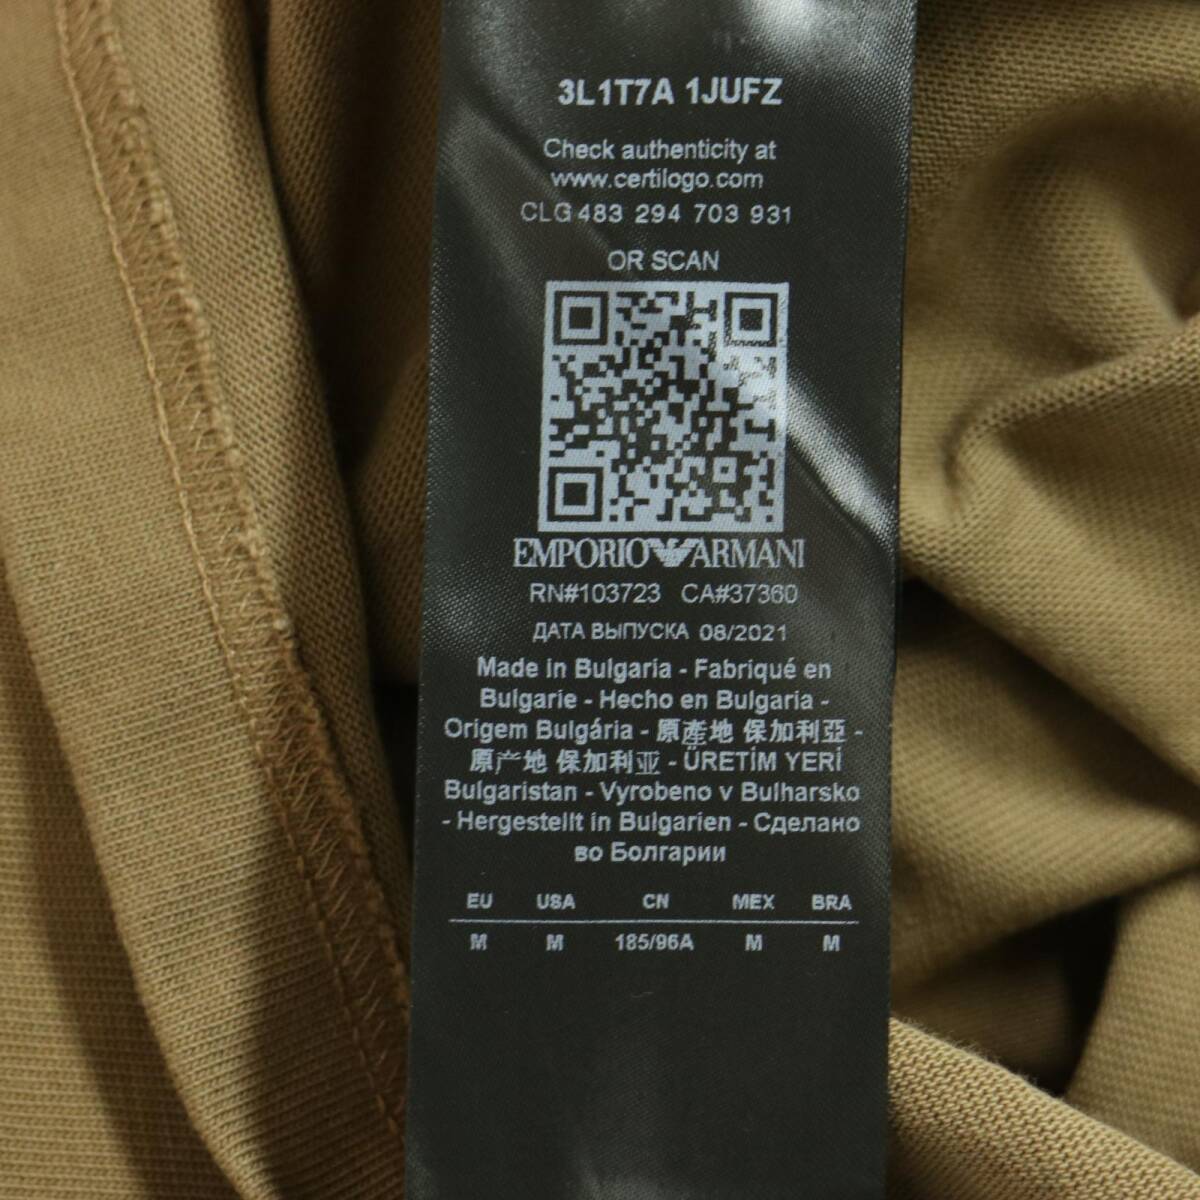 3L1T7A 1JUFZ
Check authenticity at
www.certilogo.com
CLG 483 294 703 931
OR SCAN
EMPORIO ARMANI
RN#103723 CA#37360
ДАТА ВЫПУСКА 08/2021
Made in Bulgaria - Fabriqué en
Bulgarie - Hecho en Bulgaria -
Origem Bulgária - 原產地 保加利亞 -
原产地 保加利亚 - ÜRETİM YERİ
Bulgaristan - Vyrobeno v Bulharsko
- Hergestellt in Bulgarien - Сделано
во Болгарии
EU USA CN MEX BRA
M M 185/96A M M